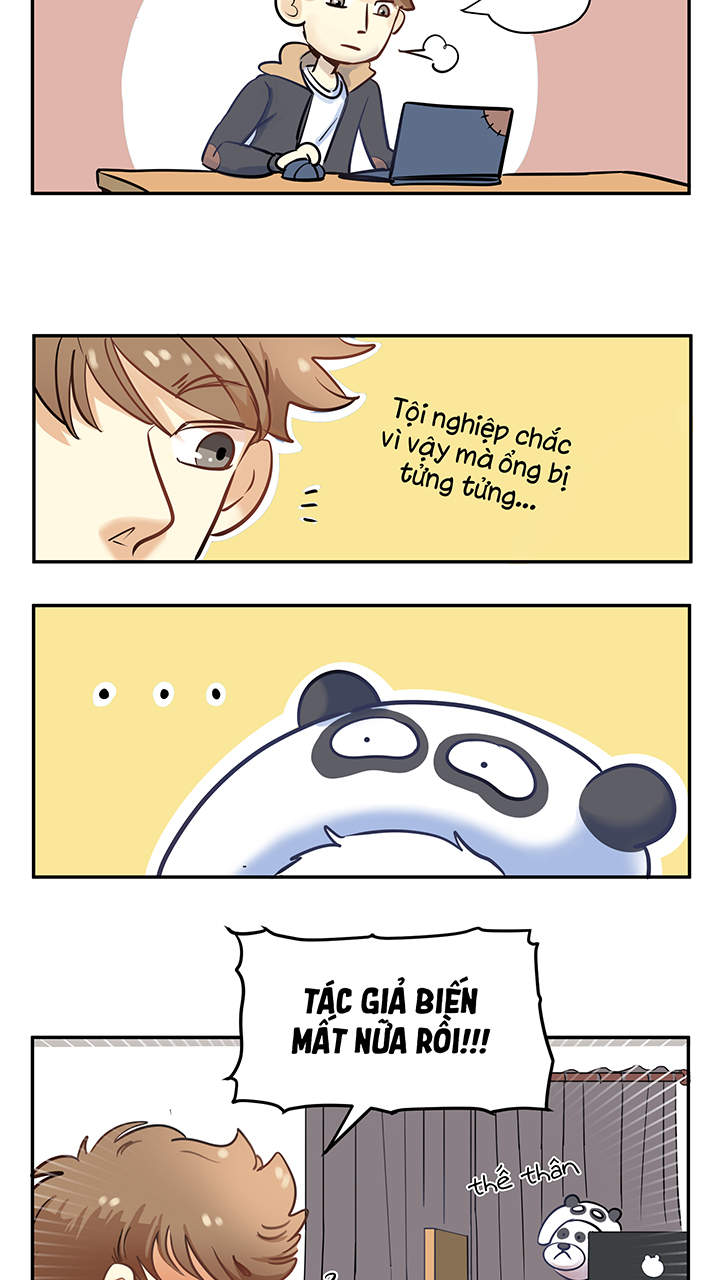 Tội nghiệp chắc
vì vậy mà ổng bị
tửng tửng...
...
TÁC GIẢ BIẾN
MẤT NỮA RỒI!!!
thế thân